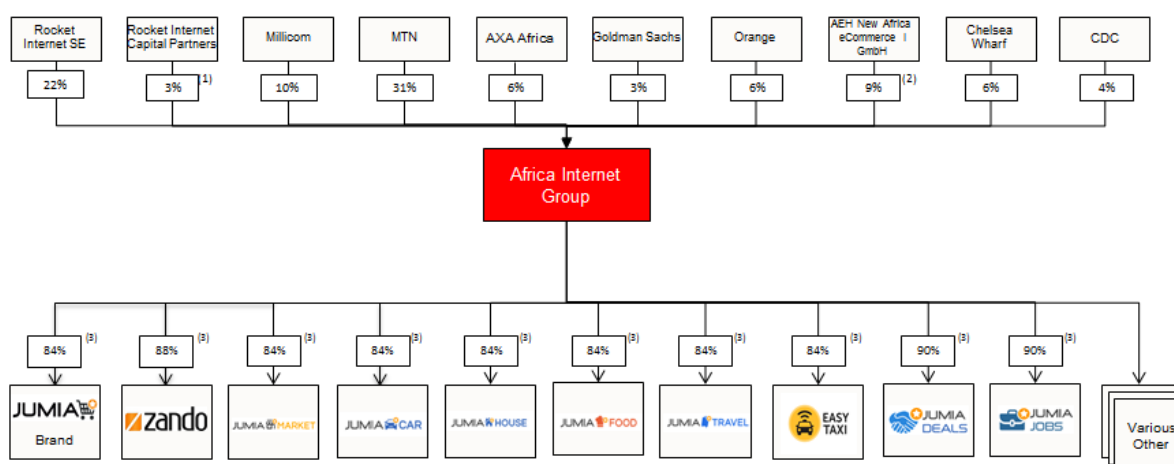 Rocket
Internet SE
Rocket Internet
Capital Partners
Millicom
MTN
AXA Africa
Goldman Sachs
Orange
AEH New Africa
eCommerce I
GmbH
Chelsea
Wharf
CDC
22%
3%
(1)
10%
31%
6%
3%
6%
9%
(2)
6%
4%
Africa Internet
Group
84%
(3)
88%
(3)
84%
(3)
84%
(3)
84%
(3)
84%
(3)
84%
(3)
84%
(3)
90%
(3)
90%
(3)
JUMIA
Brand
zando
JUMIA MARKET
JUMIA CAR
JUMIA HOUSE
JUMIA FOOD
JUMIA TRAVEL
EASY
TAXI
JUMIA
DEALS
JUMIA
JOBS
Various
Other